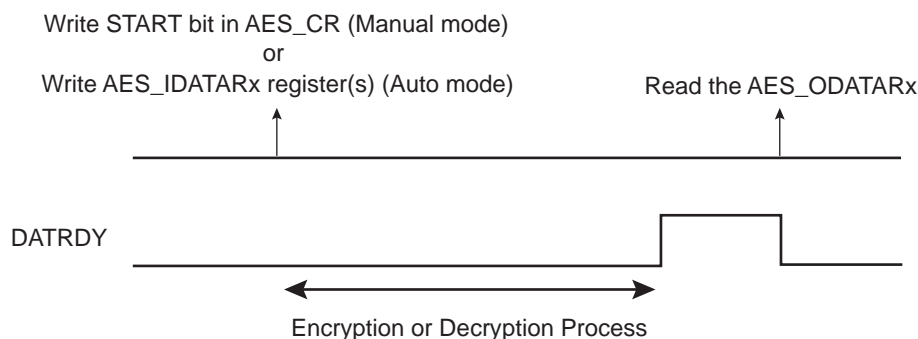 Write START bit in AES_CR (Manual mode)
or
Write AES_IDATARx register(s) (Auto mode)
Read the AES_ODATARx
DATRDY
Encryption or Decryption Process